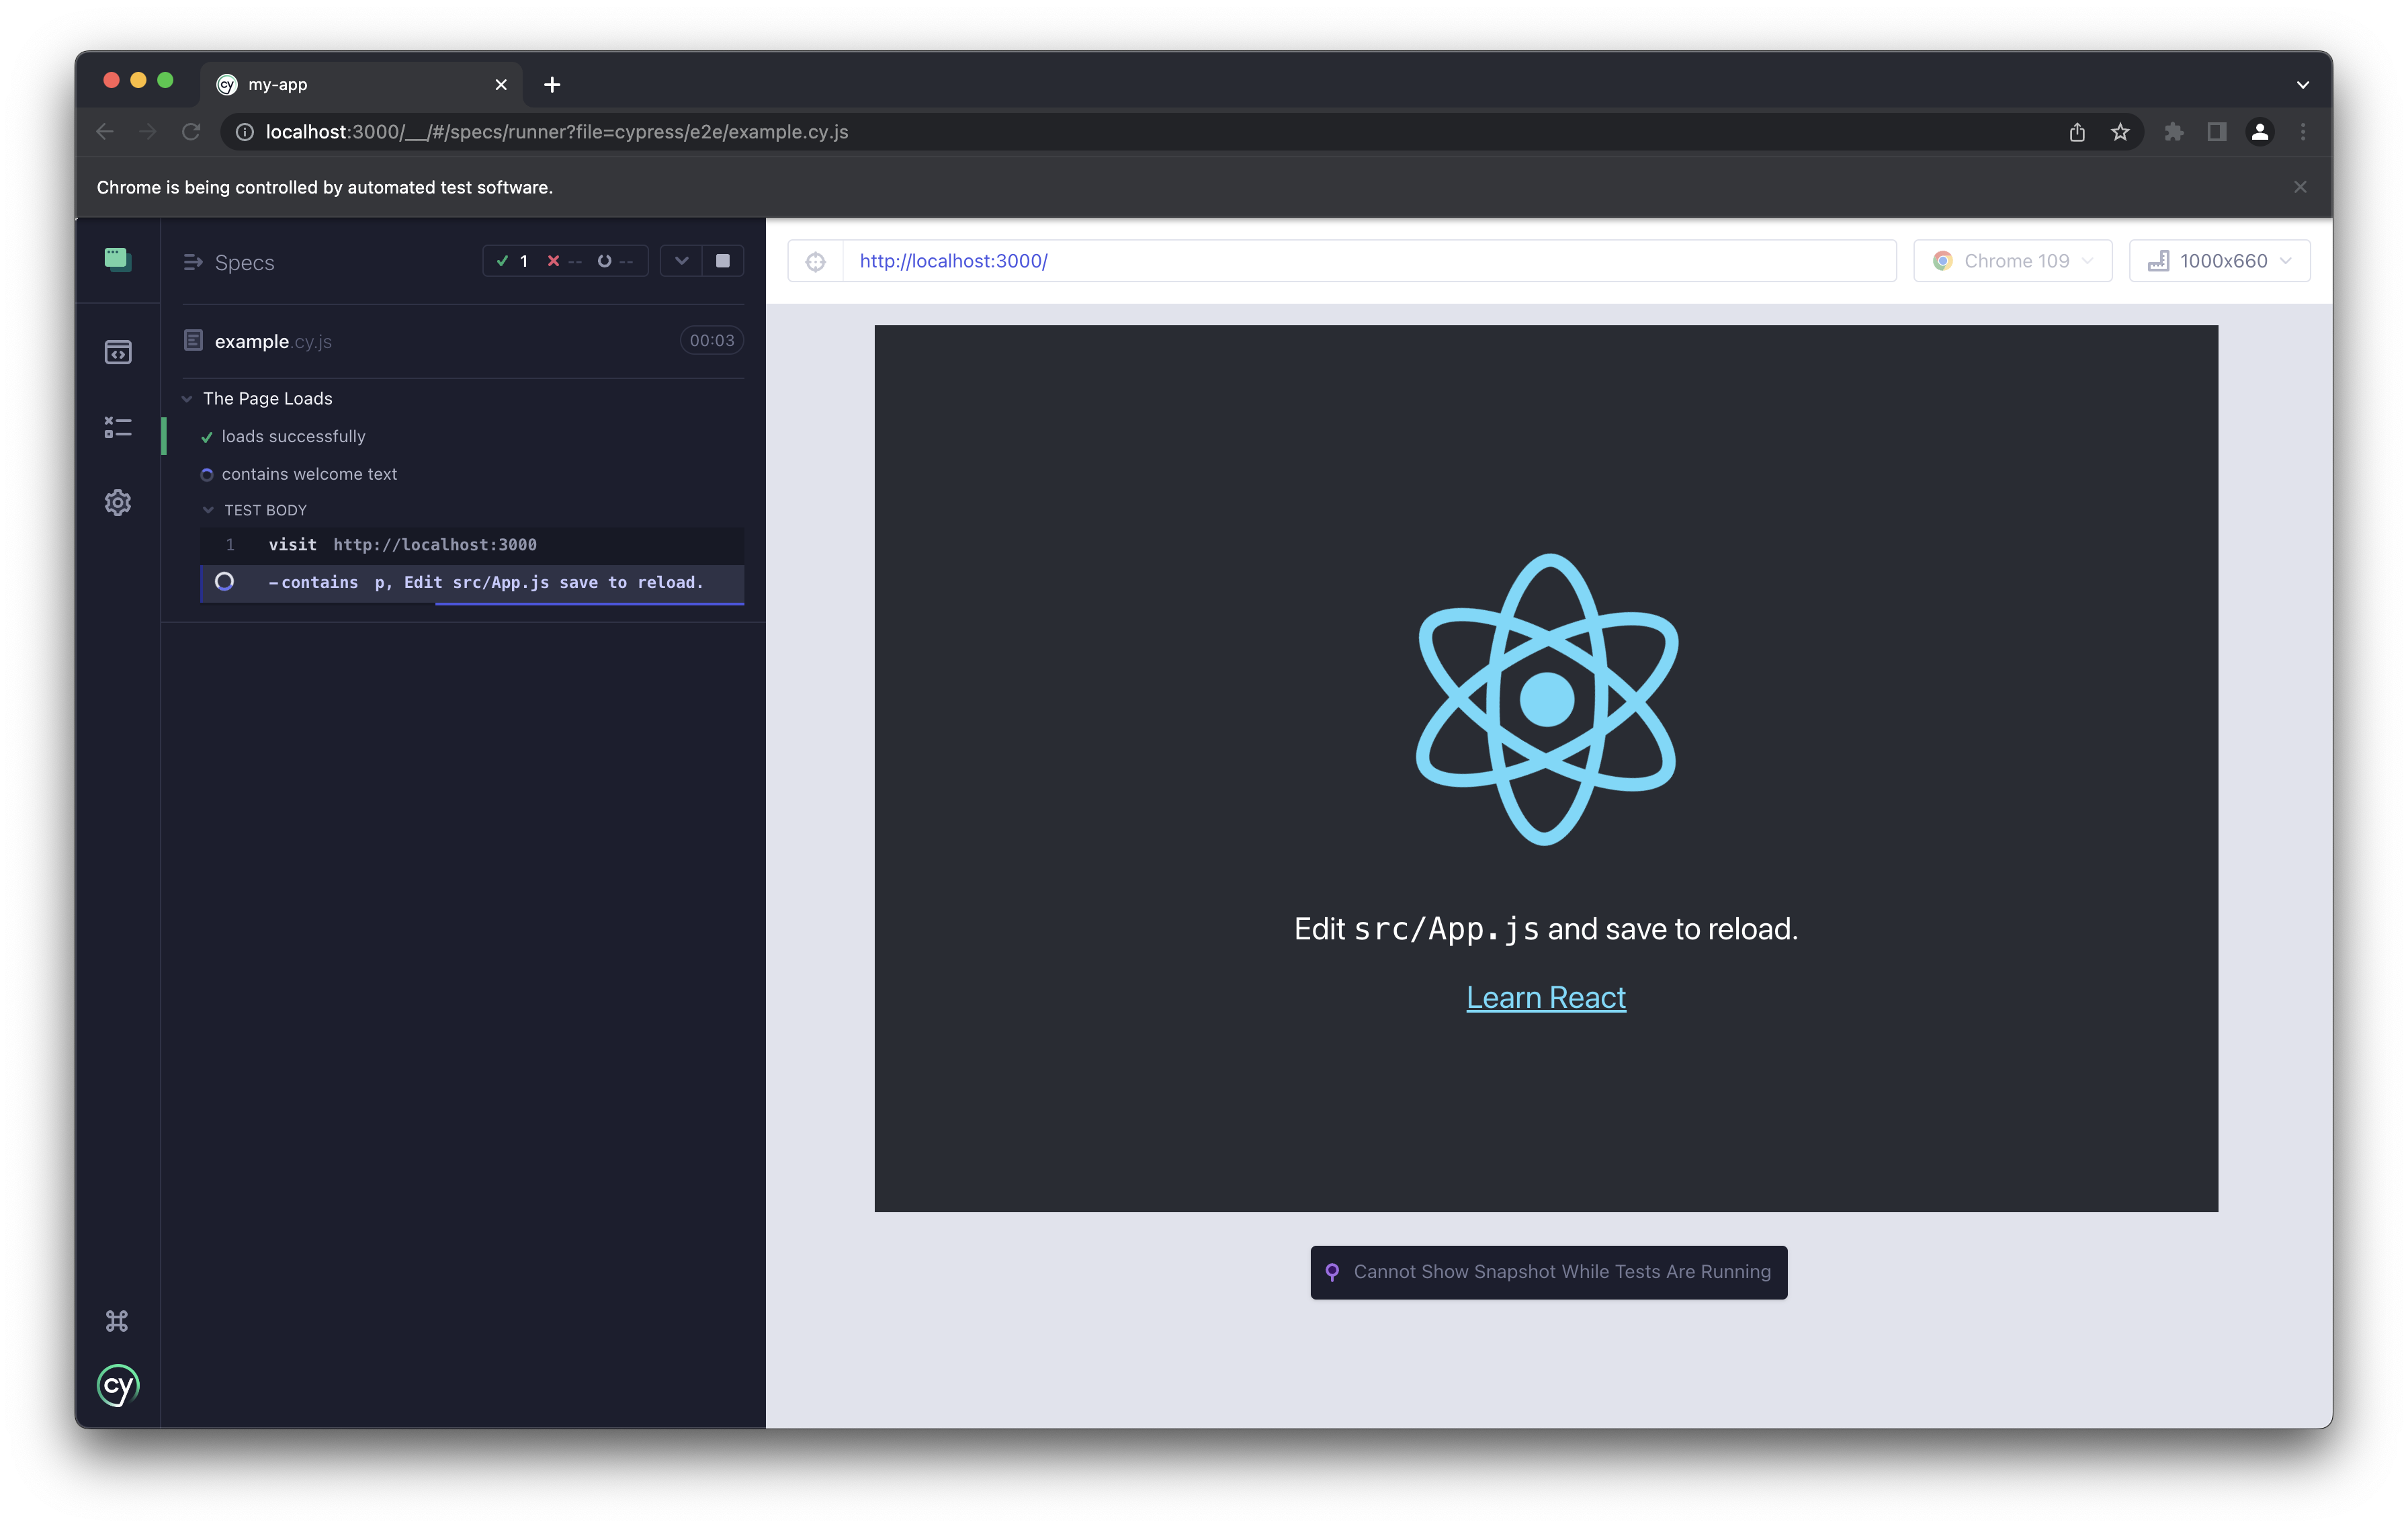 my-app
localhost:3000/__/#/specs/runner?file=cypress/e2e/example.cy.js
Chrome is being controlled by automated test software.
Specs
1 -- --
http://localhost:3000/
Chrome 109
1000x660
example.cy.js
00:03
The Page Loads
loads successfully
contains welcome text
TEST BODY
1 visit http://localhost:3000
-contains p, Edit src/App.js save to reload.
Edit src/App.js and save to reload.
Learn React
Cannot Show Snapshot While Tests Are Running
cy